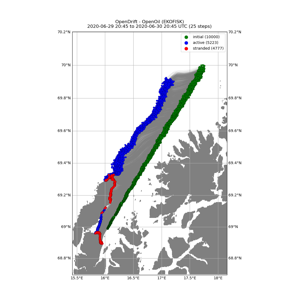 OpenDrift - OpenOil (EKOFISK)
2020-06-29 20:45 to 2020-06-30 20:45 UTC (25 steps)
70.2°N 70.2°N
initial (10000)
active (5223)
stranded (4777)
70°N 70°N
69.8°N 69.8°N
69.6°N 69.6°N
69.4°N 69.4°N
69.2°N 69.2°N
69°N 69°N
68.8°N 68.8°N
15.5°E 16°E 16.5°E 17°E 17.5°E 18°E